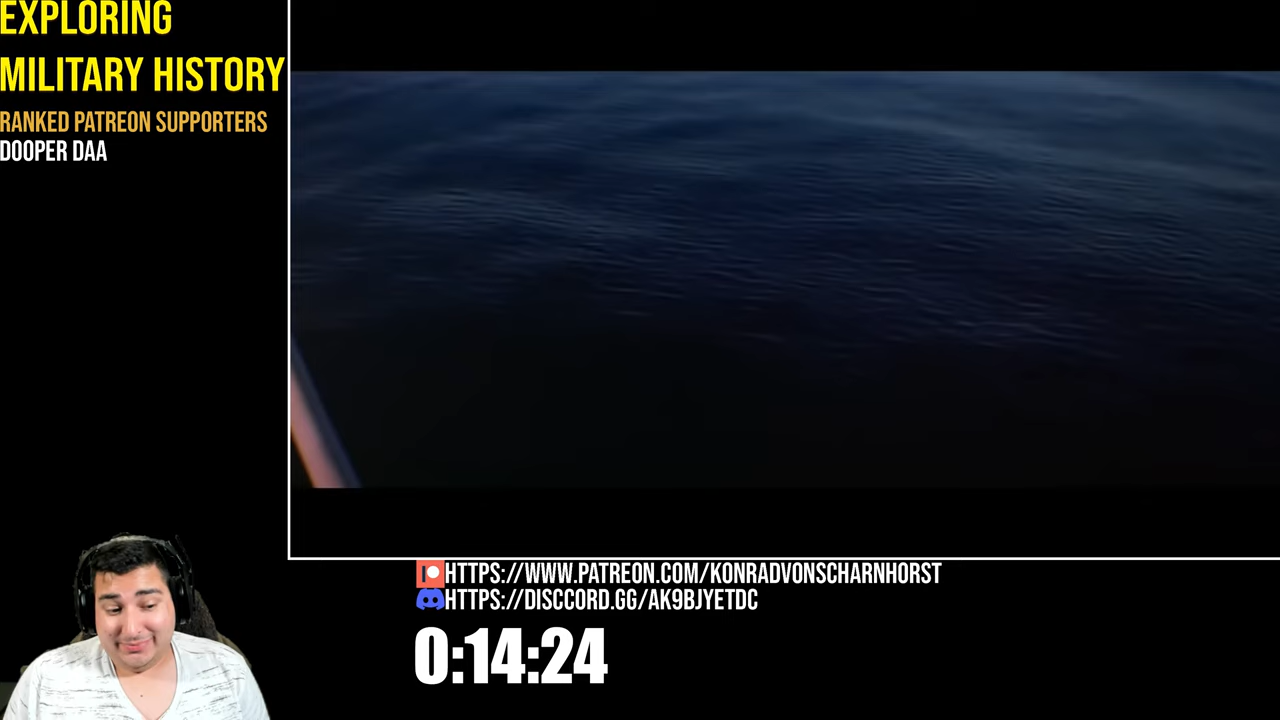 EXPLORING
MILITARY HISTORY
RANKED PATREON SUPPORTERS
DOOPER DAA
HTTPS://WWW.PATREON.COM/KONRADVONSCHARNHORST
HTTPS://DISCCORD.GG/AK9BJYETDC
0:14:24